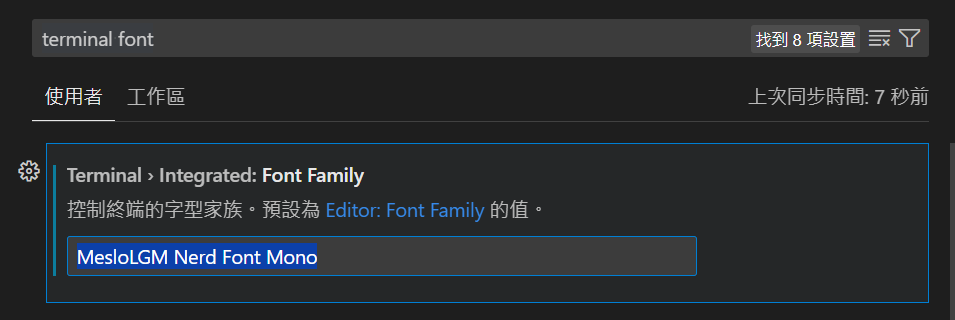 terminal font
找到 8 項設置
使用者 工作區 上次同步時間: 7 秒前
Terminal › Integrated: Font Family
控制終端的字型家族。預設為 Editor: Font Family 的值。
MesloLGM Nerd Font Mono